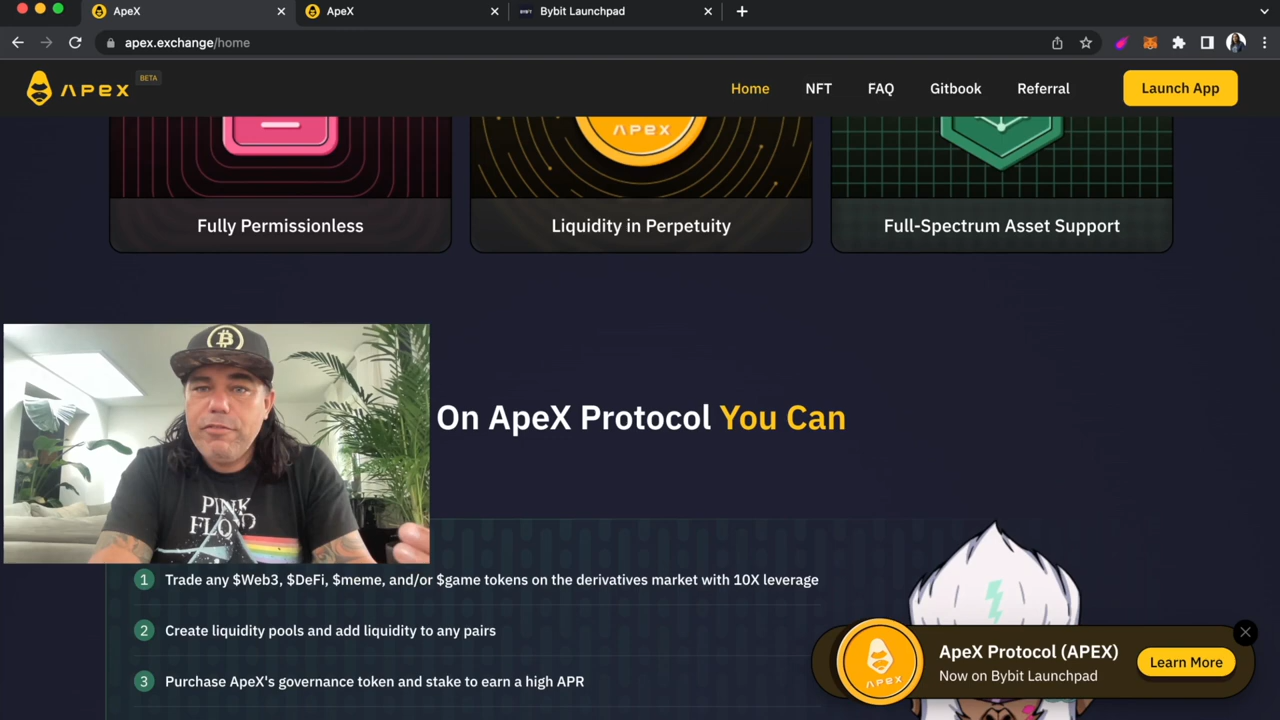 ApeX
ApeX
BYBIT
Bybit Launchpad
apex.exchange/home
APEX
BETA
Home
NFT
FAQ
Gitbook
Referral
Launch App
APEX
Fully Permissionless
Liquidity in Perpetuity
Full-Spectrum Asset Support
On ApeX Protocol You Can
PINK
FLOYD
1 Trade any $Web3, $DeFi, $meme, and/or $game tokens on the derivatives market with 10X leverage
2 Create liquidity pools and add liquidity to any pairs
3 Purchase ApeX's governance token and stake to earn a high APR
APEX
ApeX Protocol (APEX)
Now on Bybit Launchpad
Learn More